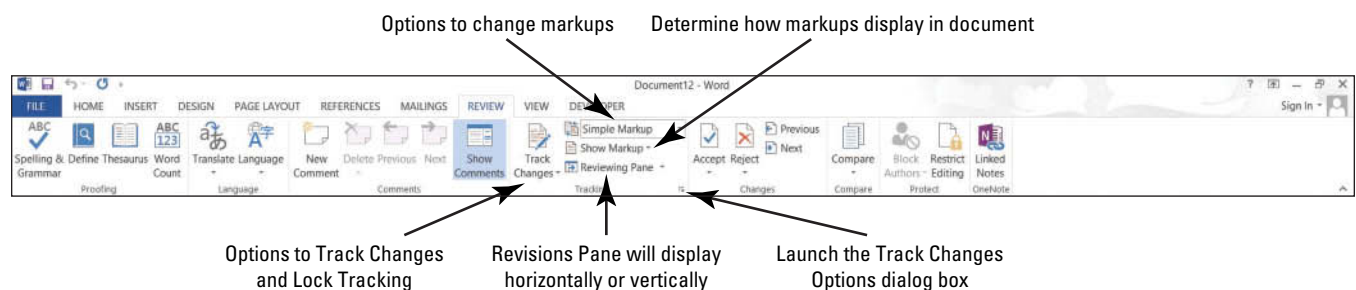 Options to change markups
Determine how markups display in document
Document12 - Word
Sign In
FILE HOME INSERT DESIGN PAGE LAYOUT REFERENCES MAILINGS REVIEW VIEW DEVELOPER
ABC
Spelling &
Grammar
Define
Thesaurus
ABC
123
Word
Count
Proofing
Translate
Language
Language
New
Comment
Delete
Previous
Next
Show
Comments
Comments
Track
Changes
Simple Markup
Show Markup
Reviewing Pane
Tracking
Accept
Reject
Previous
Next
Changes
Compare
Compare
Block
Authors
Restrict
Editing
Protect
Linked
Notes
OneNote
Options to Track Changes
and Lock Tracking
Revisions Pane will display
horizontally or vertically
Launch the Track Changes
Options dialog box